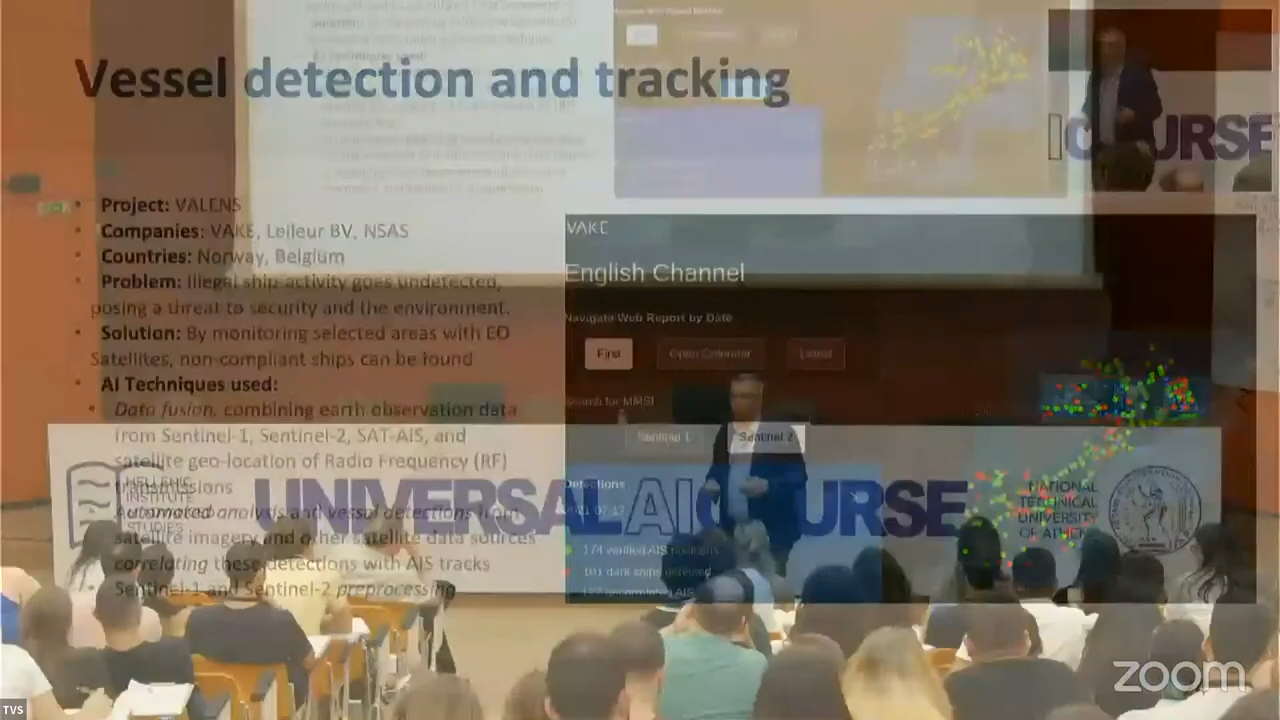 Vessel detection and tracking
• Project: VALENS
• Companies: VAKE, Leileur BV, NSAS
• Countries: Norway, Belgium
• Problem: Illegal ship activity goes undetected,
posing a threat to security and the environment.
• Solution: By monitoring selected areas with EO
Satellites, non-compliant ships can be found
• AI Techniques used:
• Data fusion, combining earth observation data
from Sentinel-1, Sentinel-2, SAT-AIS, and
satellite geo-location of Radio Frequency (RF)
transmissions
Automated analysis and vessel detections from
satellite imagery and other satellite data sources
correlating these detections with AIS tracks
• Sentinel-1 and Sentinel-2 preprocessing
VAKE
English Channel
Navigate Web Report by Date
First
Open Calendar
Latest
Search for MMSI
Sentinel 1
Sentinel 2
Detections
174 verified AIS positions
101 dark ships detected
HELLENIC
INSTITUTE
STUDIES
UNIVERSAL AI COURSE
NATIONAL
TECHNICAL
UNIVERSITY
OF ATHENS
URSE
zoom
TVS